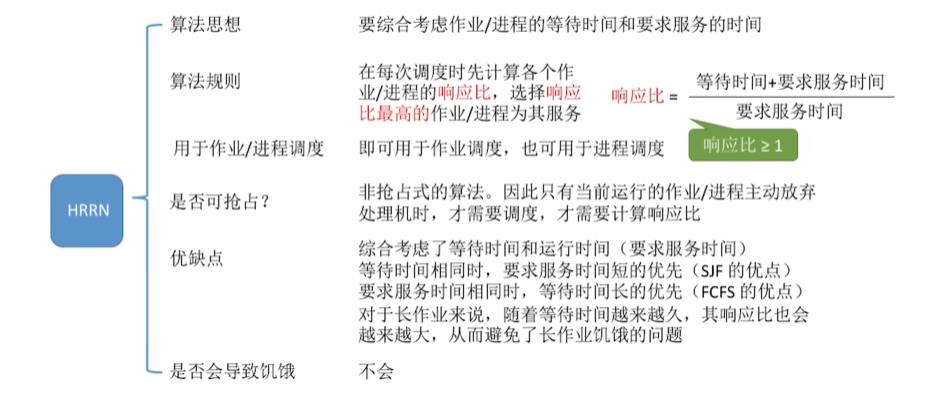 HRRN
算法思想
要综合考虑作业/进程的等待时间和要求服务的时间
算法规则
在每次调度时先计算各个作
业/进程的响应比，选择响应
比最高的作业/进程为其服务
响应比 =
等待时间+要求服务时间
要求服务时间
响应比 ≥ 1
用于作业/进程调度
即可用于作业调度，也可用于进程调度
是否可抢占？
非抢占式的算法。因此只有当前运行的作业/进程主动放弃
处理机时，才需要调度，才需要计算响应比
优缺点
综合考虑了等待时间和运行时间（要求服务时间）
等待时间相同时，要求服务时间短的优先（SJF 的优点）
要求服务时间相同时，等待时间长的优先（FCFS 的优点）
对于长作业来说，随着等待时间越来越久，其响应比也会
越来越大，从而避免了长作业饥饿的问题
是否会导致饥饿
不会